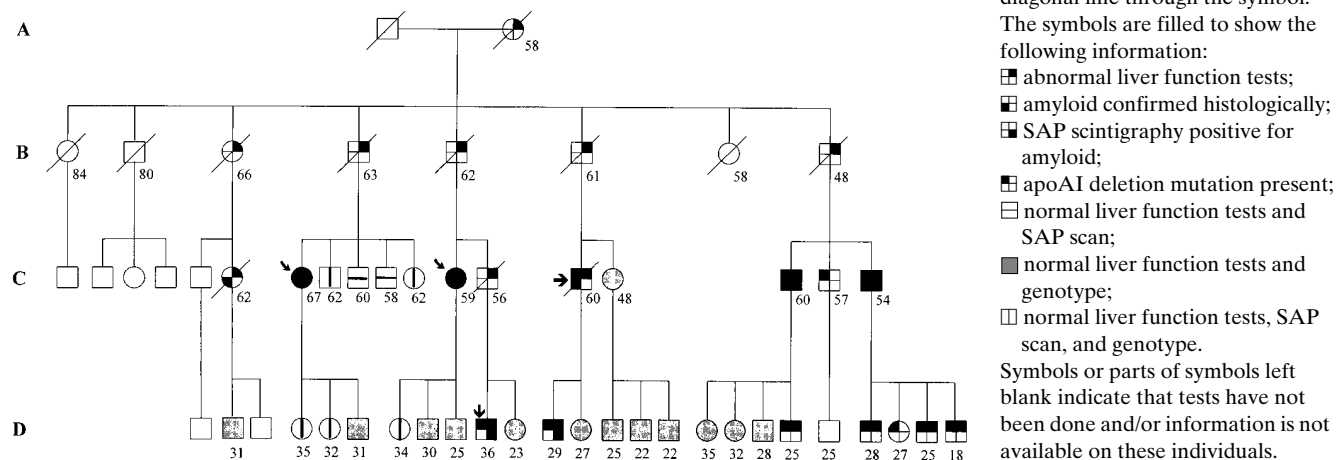 diagonal line through the symbol.
The symbols are filled to show the
following information:
abnormal liver function tests;
amyloid confirmed histologically;
SAP scintigraphy positive for
amyloid;
apoAI deletion mutation present;
normal liver function tests and
SAP scan;
normal liver function tests and
genotype;
normal liver function tests, SAP
scan, and genotype.
Symbols or parts of symbols left
blank indicate that tests have not
been done and/or information is not
available on these individuals.
A
58
B
84 80 66 63 62 61 58 48
C
62 67 62 60 58 62 59 56 60 48 60 57 54
D
31 35 32 31 34 30 25 36 23 29 27 25 22 22 35 32 28 25 25 28 27 25 18